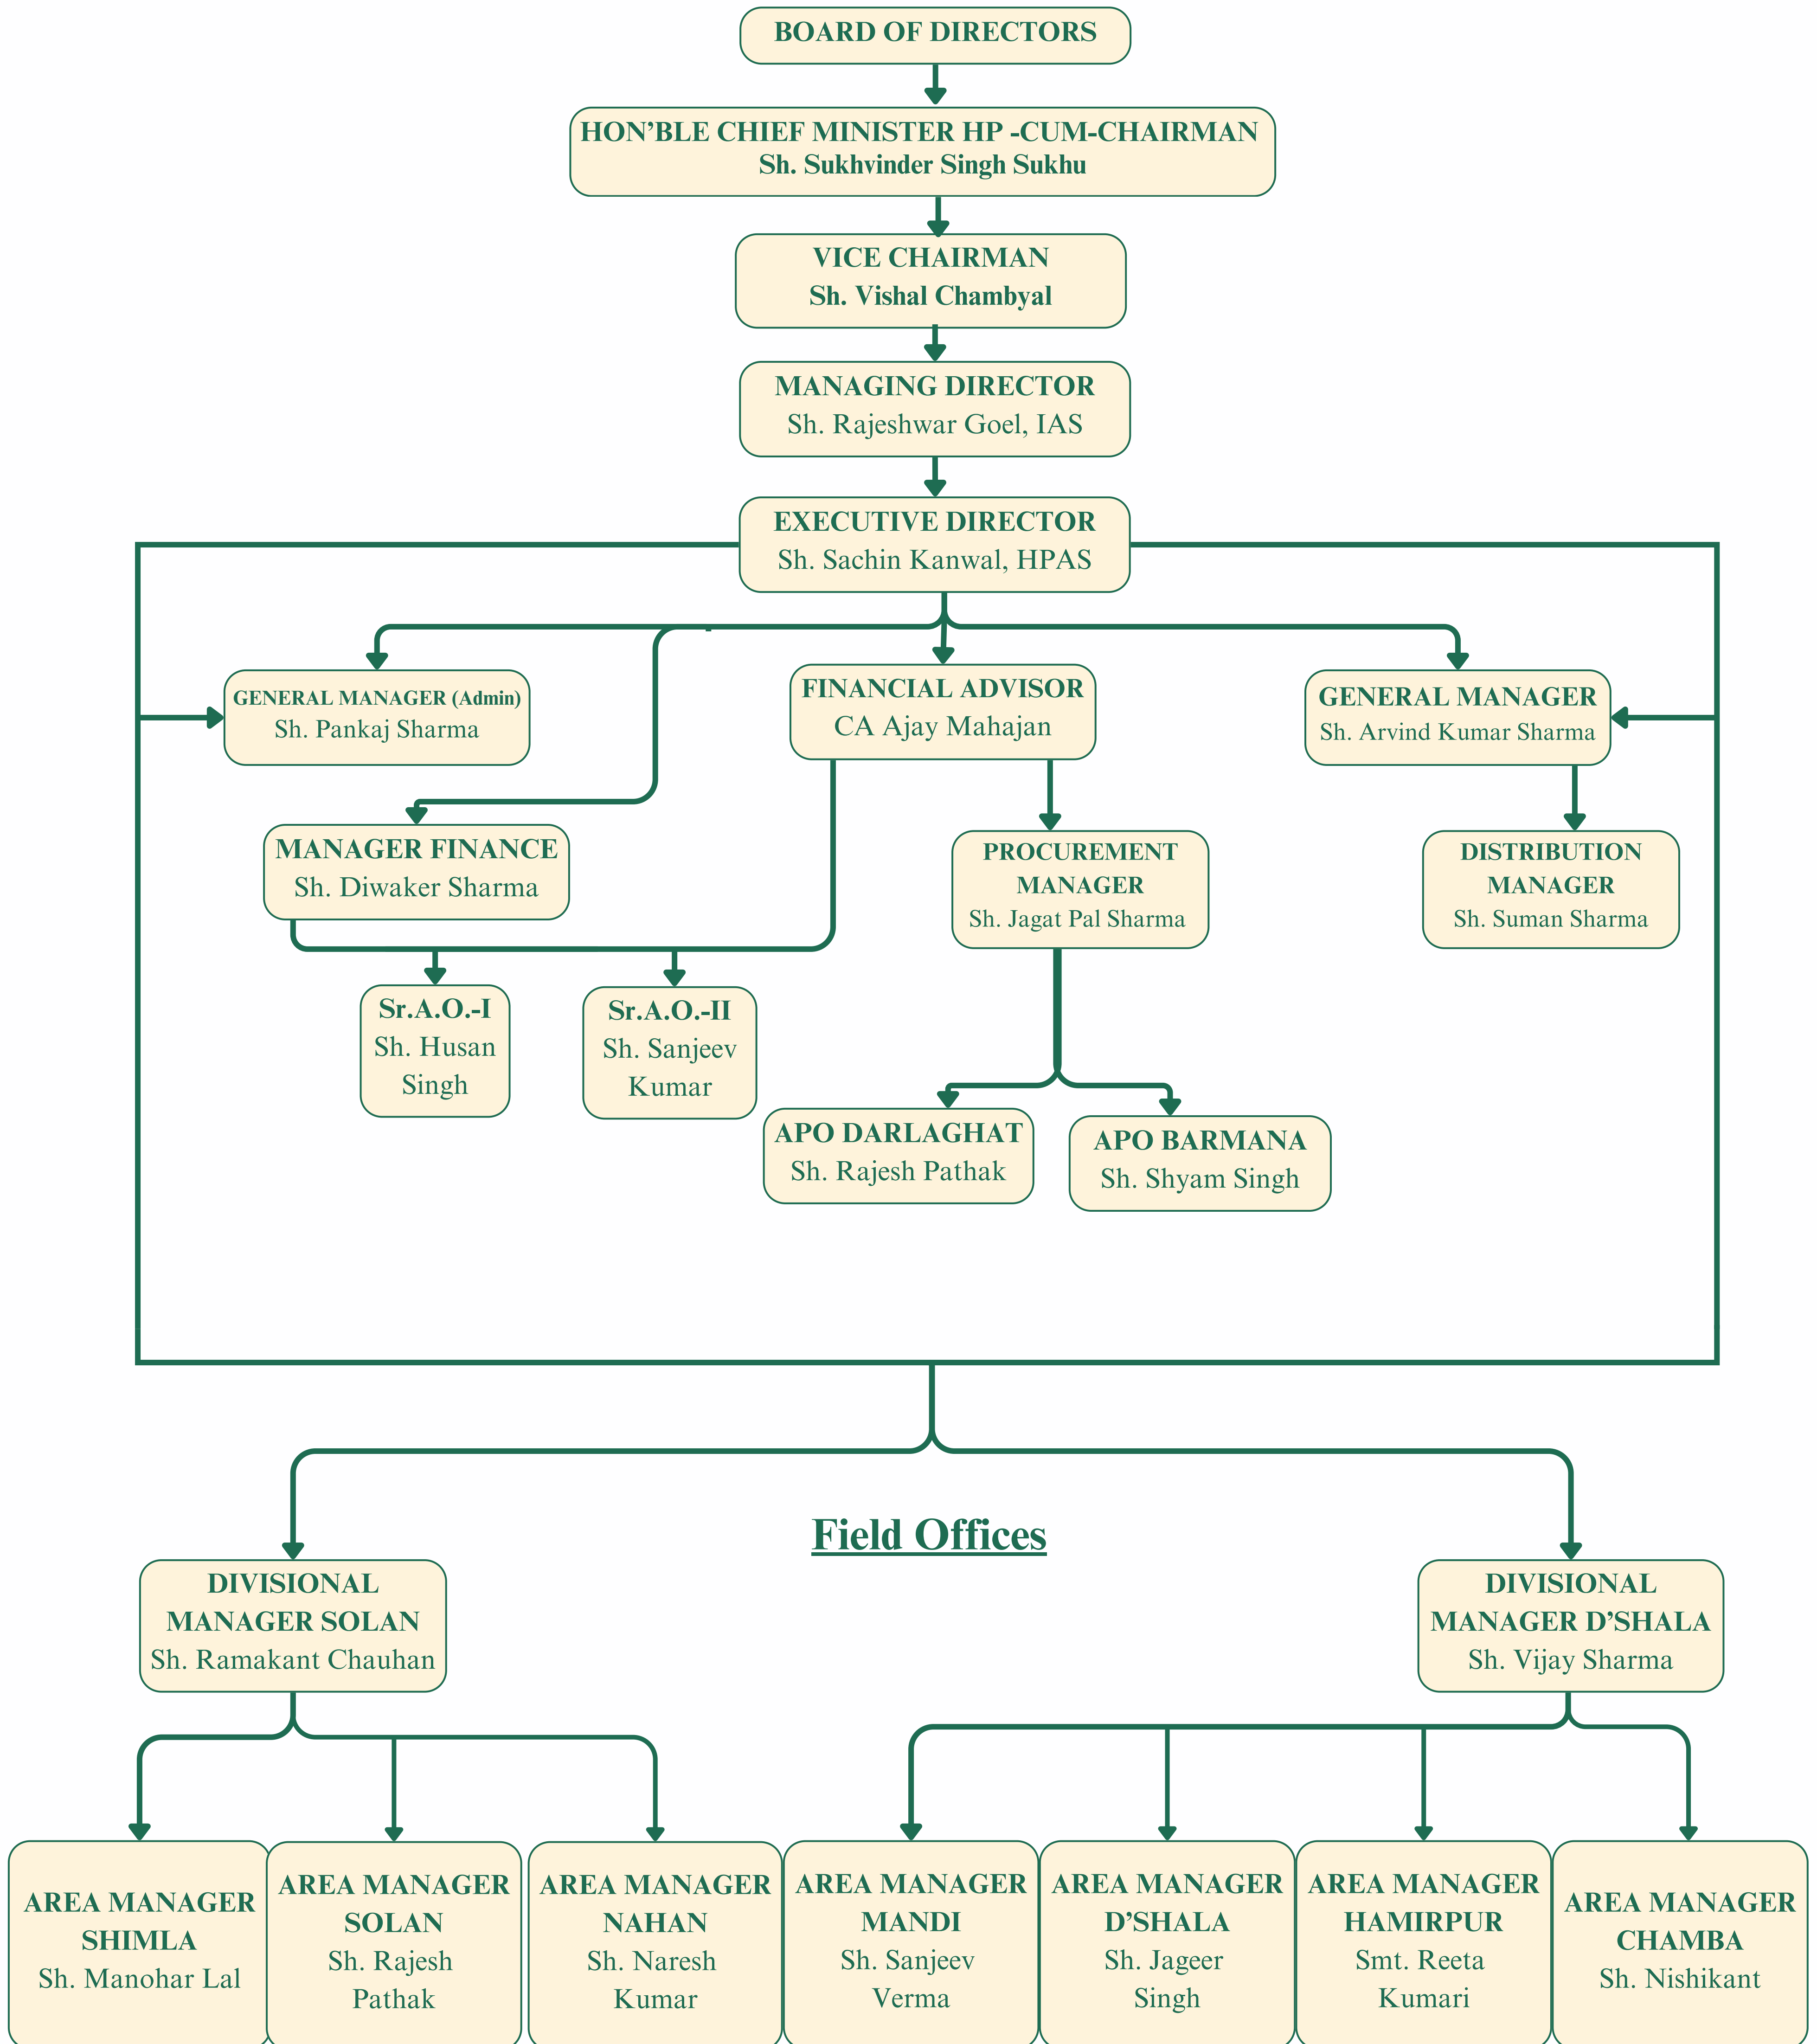 BOARD OF DIRECTORS
HON'BLE CHIEF MINISTER HP -CUM-CHAIRMAN
Sh. Sukhvinder Singh Sukhu
VICE CHAIRMAN
Sh. Vishal Chambyal
MANAGING DIRECTOR
Sh. Rajeshwar Goel, IAS
EXECUTIVE DIRECTOR
Sh. Sachin Kanwal, HPAS
GENERAL MANAGER (Admin)
Sh. Pankaj Sharma
FINANCIAL ADVISOR
CA Ajay Mahajan
GENERAL MANAGER
Sh. Arvind Kumar Sharma
MANAGER FINANCE
Sh. Diwaker Sharma
PROCUREMENT
MANAGER
Sh. Jagat Pal Sharma
DISTRIBUTION
MANAGER
Sh. Suman Sharma
Sr.A.O.-I
Sh. Husan
Singh
Sr.A.O.-II
Sh. Sanjeev
Kumar
APO DARLAGHAT
Sh. Rajesh Pathak
APO BARMANA
Sh. Shyam Singh
Field Offices
DIVISIONAL
MANAGER SOLAN
Sh. Ramakant Chauhan
DIVISIONAL
MANAGER D'SHALA
Sh. Vijay Sharma
AREA MANAGER
SHIMLA
Sh. Manohar Lal
AREA MANAGER
SOLAN
Sh. Rajesh
Pathak
AREA MANAGER
NAHAN
Sh. Naresh
Kumar
AREA MANAGER
MANDI
Sh. Sanjeev
Verma
AREA MANAGER
D'SHALA
Sh. Jageer
Singh
AREA MANAGER
HAMIRPUR
Smt. Reeta
Kumari
AREA MANAGER
CHAMBA
Sh. Nishikant